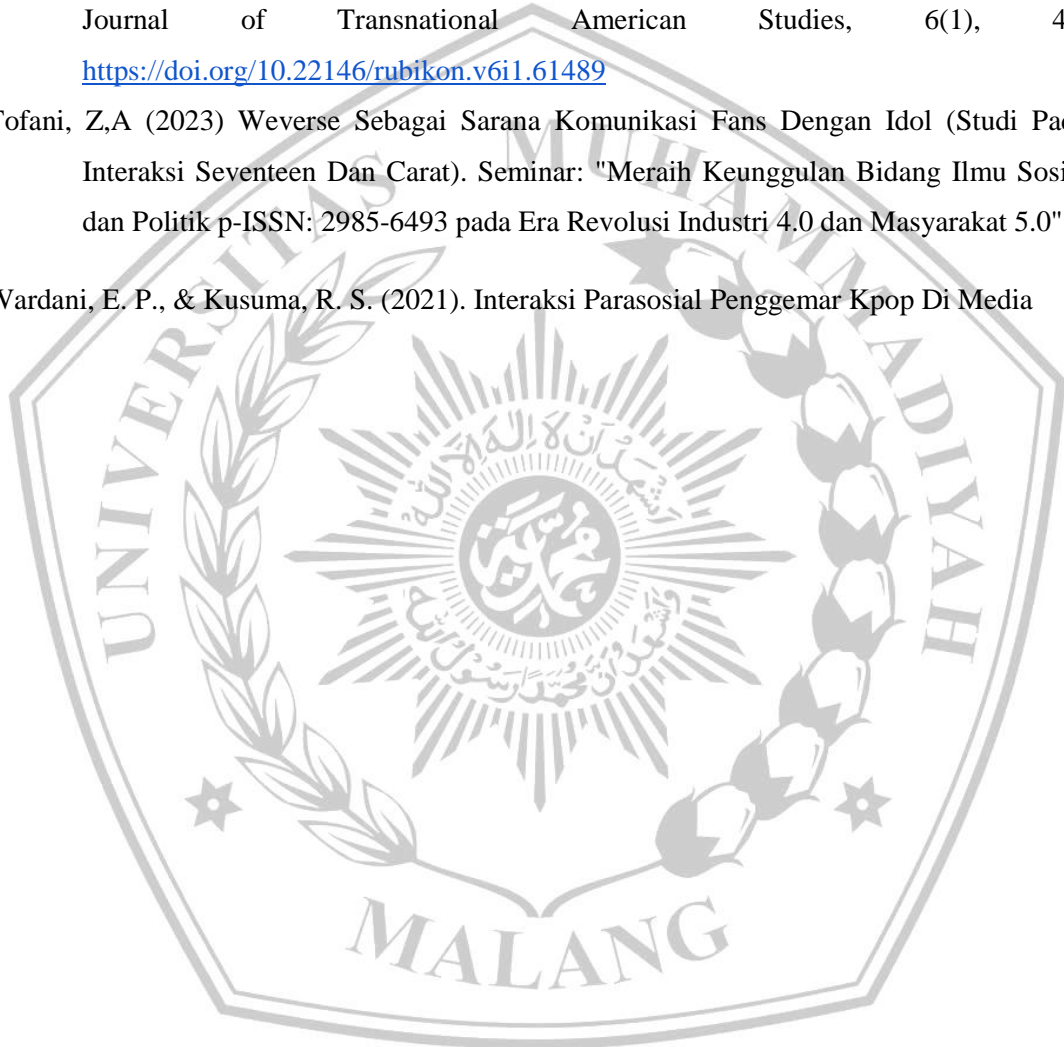 Journal of Transnational American Studies, 6(1), 4
https://doi.org/10.22146/rubikon.v6i1.61489
Tofani, Z,A (2023) Weverse Sebagai Sarana Komunikasi Fans Dengan Idol (Studi Pad
Interaksi Seventeen Dan Carat). Seminar: "Meraih Keunggulan Bidang Ilmu Sosi
dan Politik p-ISSN: 2985-6493 pada Era Revolusi Industri 4.0 dan Masyarakat 5.0"
Wardani, E. P., & Kusuma, R. S. (2021). Interaksi Parasosial Penggemar Kpop Di Media
UNIVERSITAS MUHAMMADIYAH
MALANG